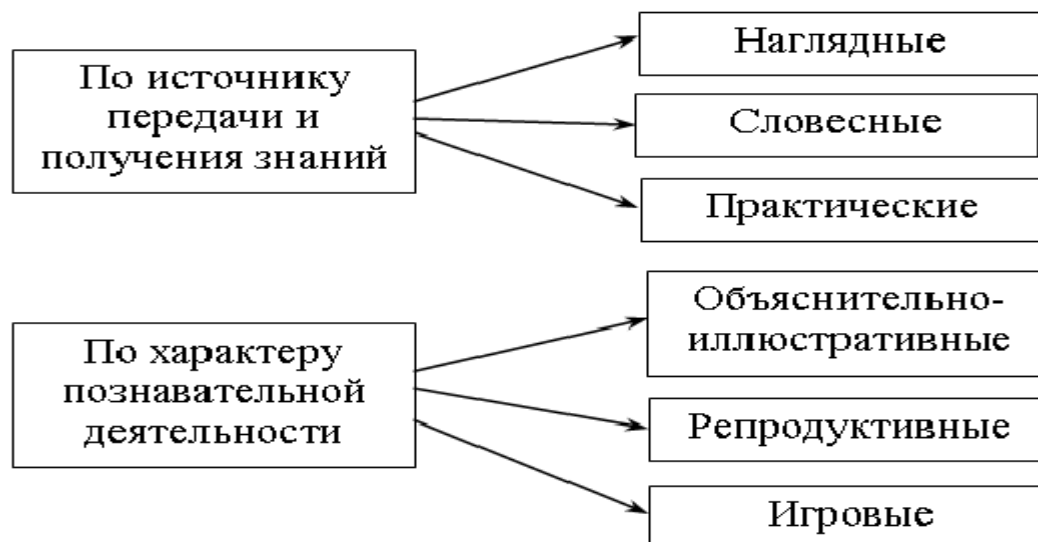 По источнику
передачи и
получения знаний
Наглядные
Словесные
Практические
По характеру
познавательной
деятельности
Объяснительно-
иллюстративные
Репродуктивные
Игровые